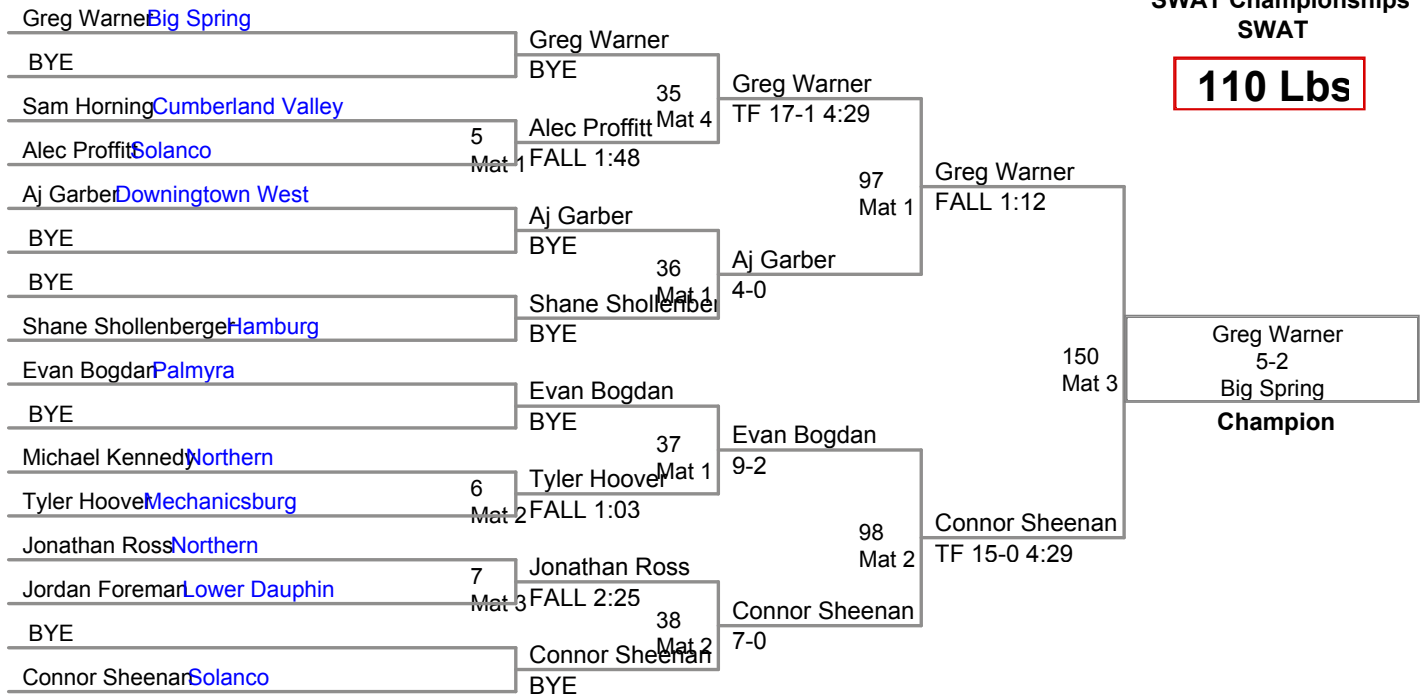 SWAT Championships
SWAT
110 Lbs
Greg Warner Big Spring
BYE
Sam Horning Cumberland Valley
Alec Proffitt Solanco
Aj Garber Downingtown West
BYE
BYE
Shane Shollenberger Hamburg
Evan Bogdan Palmyra
BYE
Michael Kennedy Northern
Tyler Hoover Mechanicsburg
Jonathan Ross Northern
Jordan Foreman Lower Dauphin
BYE
Connor Sheenan Solanco
Greg Warner
BYE
5
Mat 1
Alec Proffitt
FALL 1:48
Aj Garber
BYE
Shane Shollenber
BYE
Evan Bogdan
BYE
6
Mat 2
Tyler Hoover
FALL 1:03
7
Mat 3
Jonathan Ross
FALL 2:25
Connor Sheenan
BYE
35
Mat 4
Greg Warner
TF 17-1 4:29
36
Mat 1
Aj Garber
4-0
37
Mat 1
Evan Bogdan
9-2
38
Mat 2
Connor Sheenan
7-0
97
Mat 1
Greg Warner
FALL 1:12
98
Mat 2
Connor Sheenan
TF 15-0 4:29
150
Mat 3
Greg Warner
5-2
Big Spring
Champion